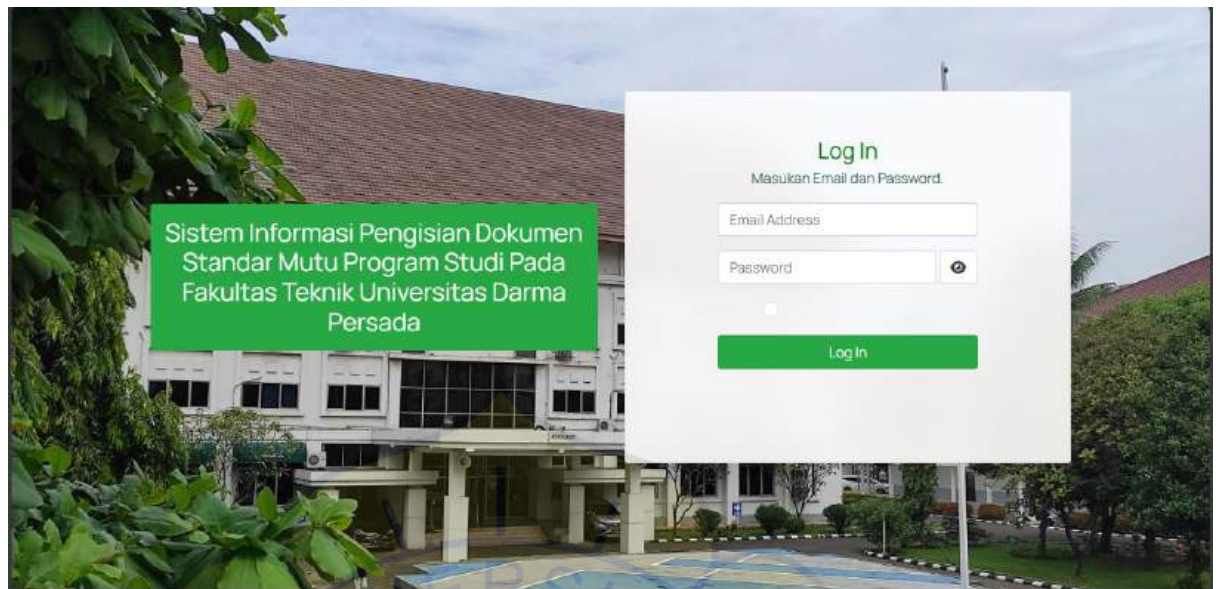 Sistem Informasi Pengisian Dokumen
Standar Mutu Program Studi Pada
Fakultas Teknik Universitas Darma
Persada
Log In
Masukan Email dan Password.
Email Address
Password
Log In